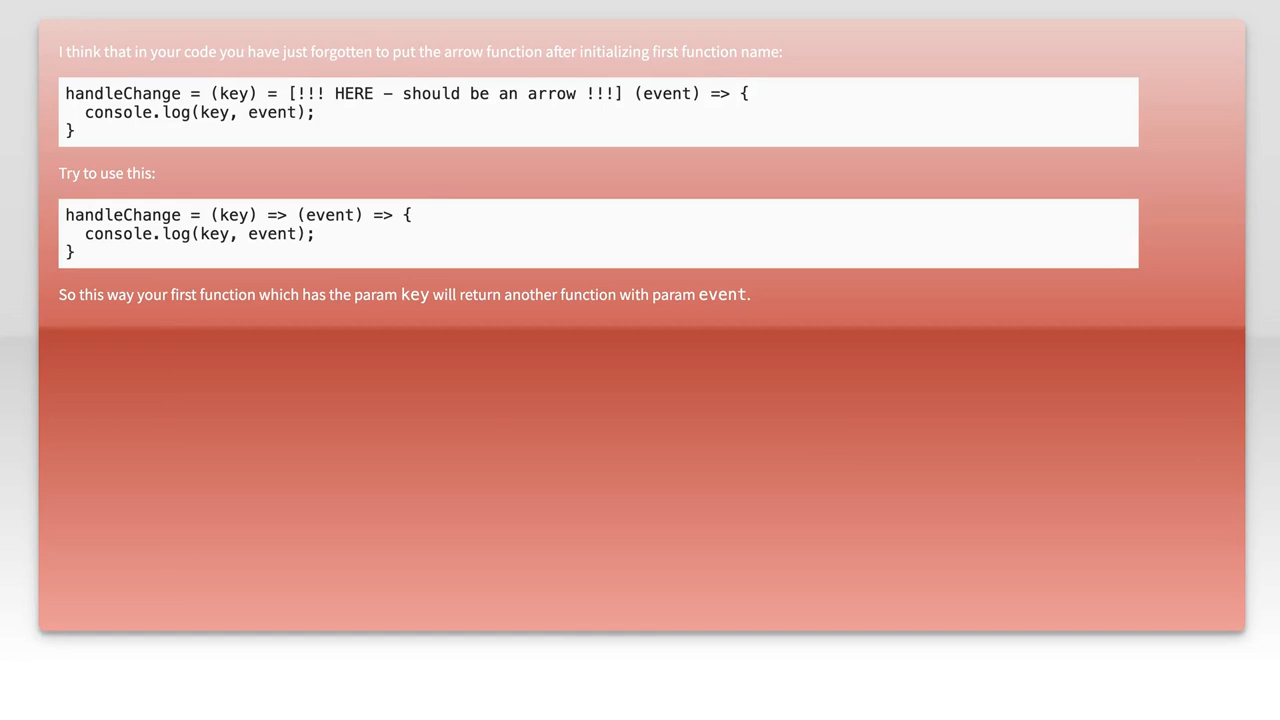 I think that in your code you have just forgotten to put the arrow function after initializing first function name:
handleChange = (key) = [!!! HERE – should be an arrow !!!] (event) => {
  console.log(key, event);
}
Try to use this:
handleChange = (key) => (event) => {
  console.log(key, event);
}
So this way your first function which has the param key will return another function with param event.